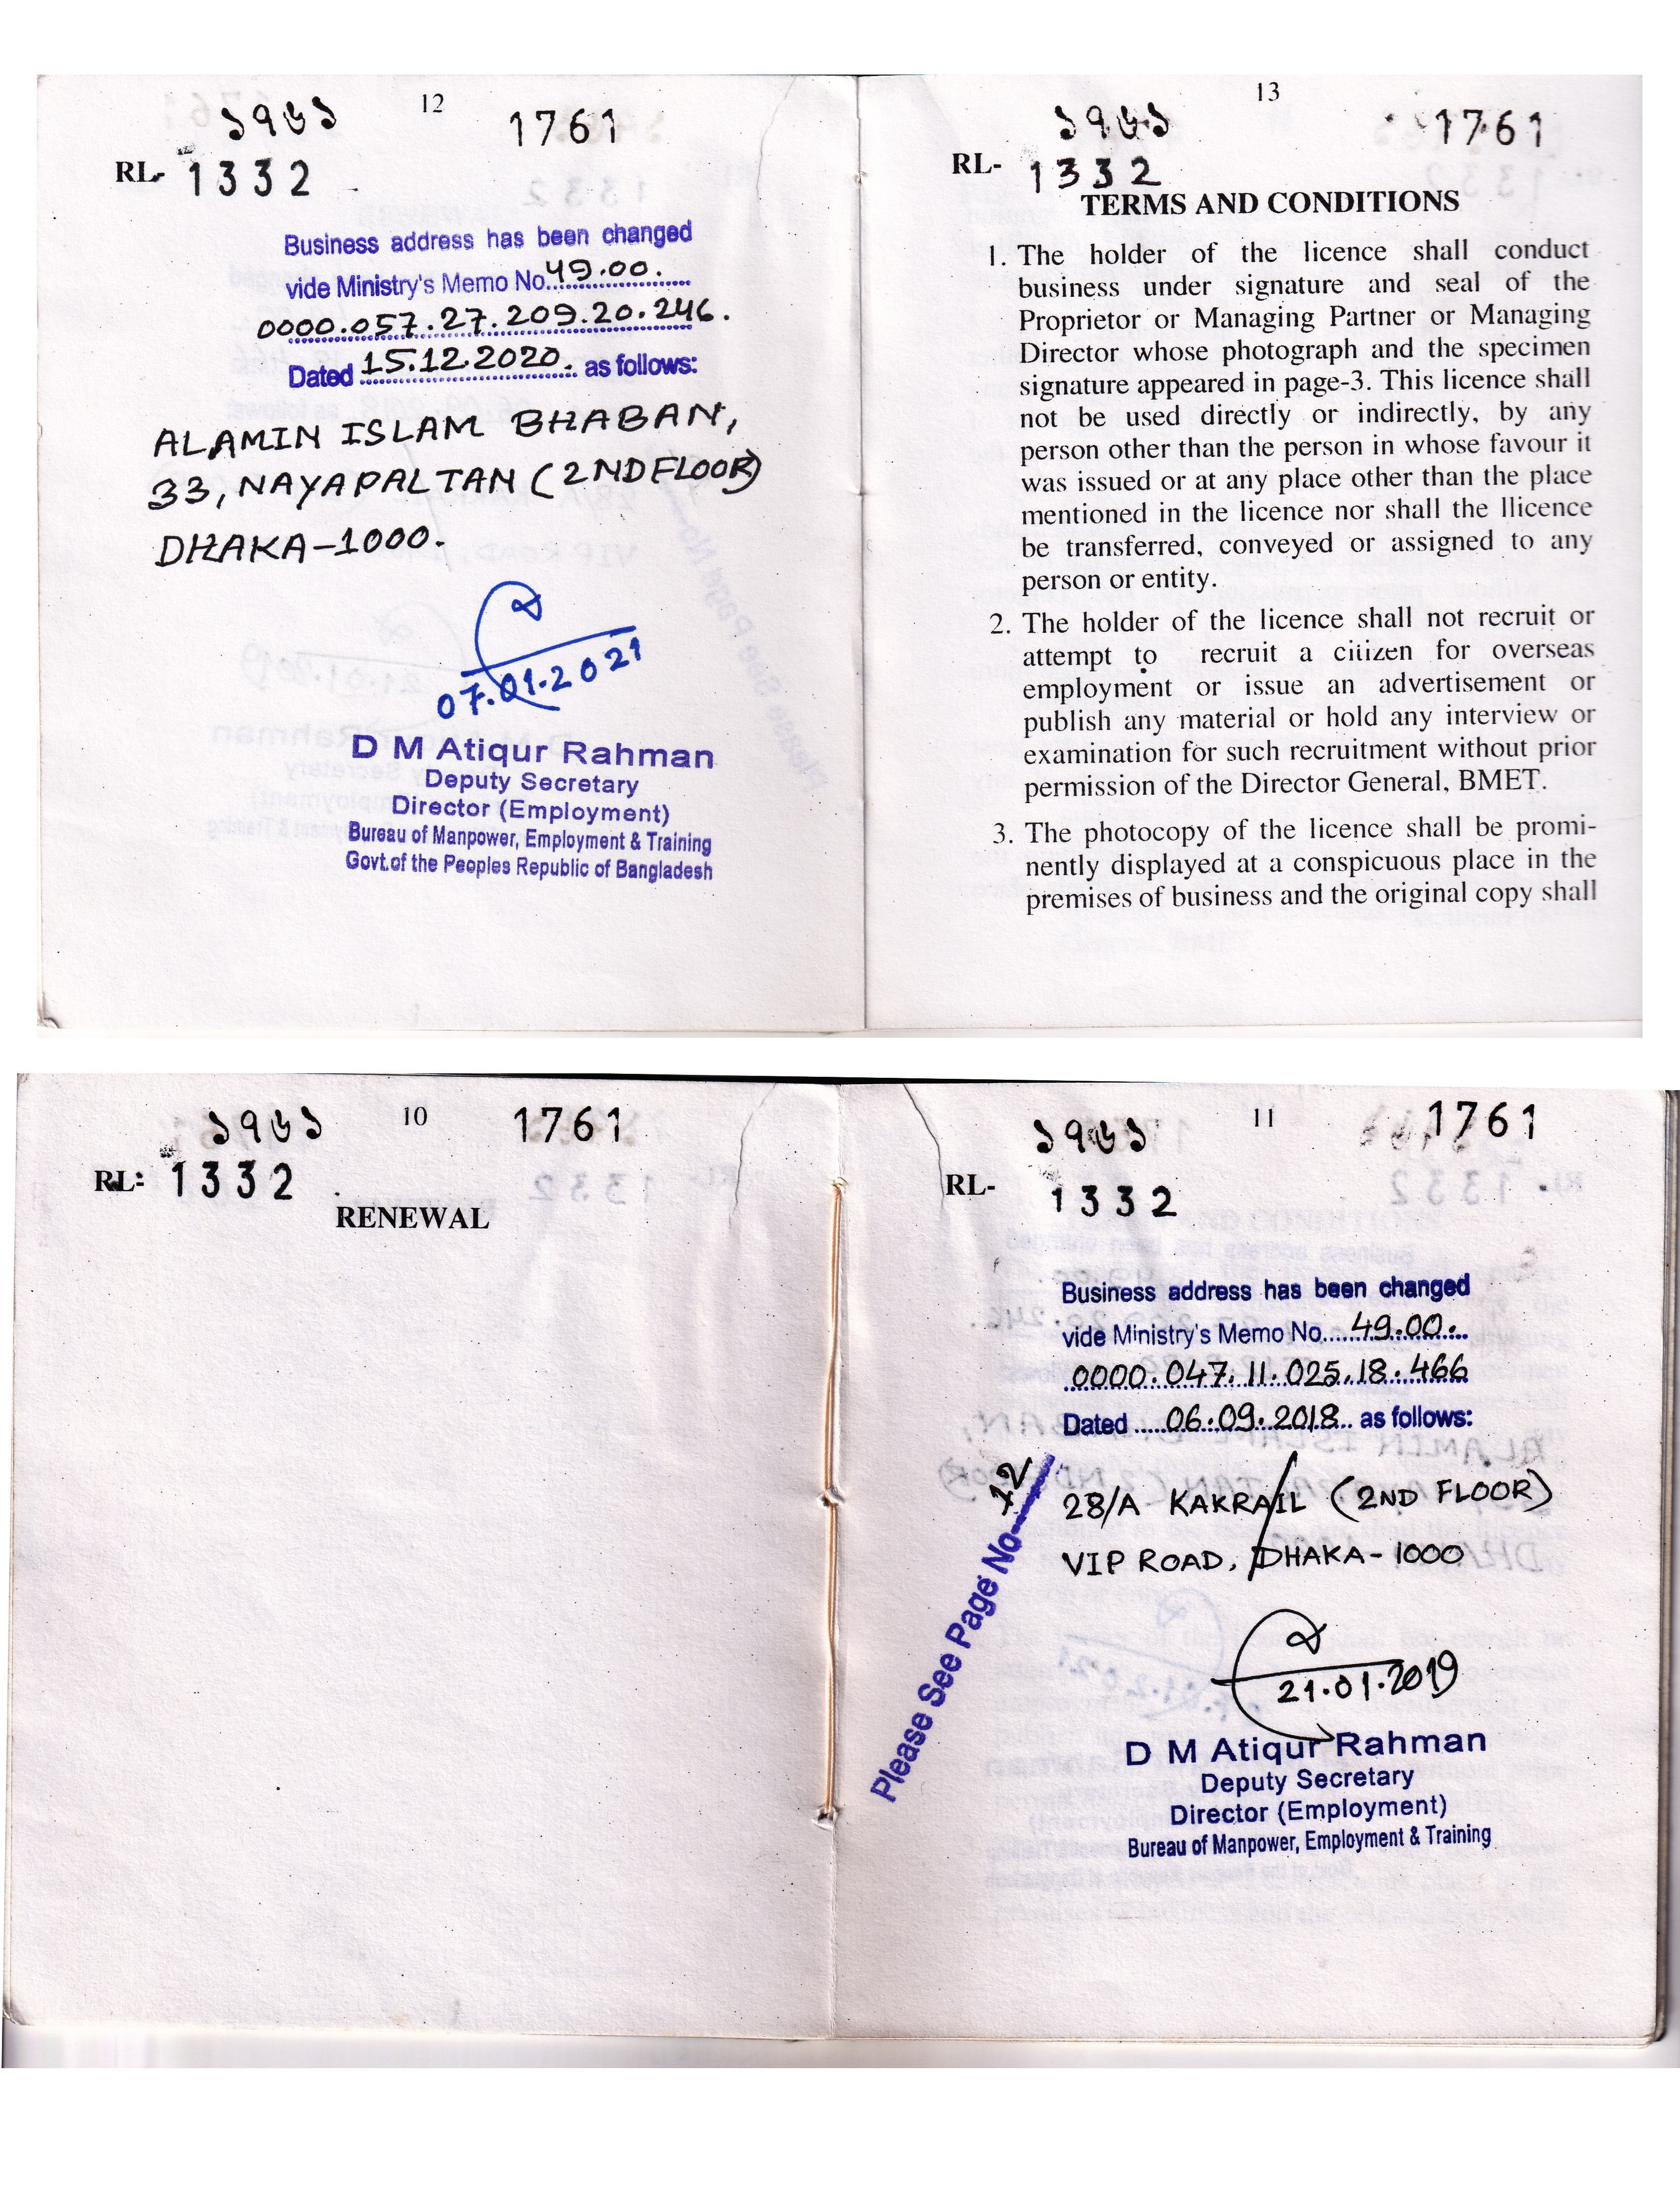 ১৭৬১ 12 1761
RL- 1332
Business address has been changed
vide Ministry's Memo No. 49.00.
0000.057.27.209.20.246.
Dated 15.12.2020. as follows:
ALAMIN ISLAM BHABAN,
33, NAYAPALTAN (2ND FLOOR)
DHAKA-1000.
07.01.2021
D M Atiqur Rahman
Deputy Secretary
Director (Employment)
Bureau of Manpower, Employment & Training
Govt.of the Peoples Republic of Bangladesh
13
১৭৬১ 1761
RL- 1332
TERMS AND CONDITIONS
1. The holder of the licence shall conduct
business under signature and seal of the
Proprietor or Managing Partner or Managing
Director whose photograph and the specimen
signature appeared in page-3. This licence shall
not be used directly or indirectly, by any
person other than the person in whose favour it
was issued or at any place other than the place
mentioned in the licence nor shall the llicence
be transferred, conveyed or assigned to any
person or entity.
2. The holder of the licence shall not recruit or
attempt to recruit a citizen for overseas
employment or issue an advertisement or
publish any material or hold any interview or
examination for such recruitment without prior
permission of the Director General, BMET.
3. The photocopy of the licence shall be promi-
nently displayed at a conspicuous place in the
premises of business and the original copy shall
১৭৬১ 10 1761
RL: 1332
RENEWAL
১৭৬১ 11 1761
RL- 1332
Business address has been changed
vide Ministry's Memo No. 49.00.
0000.047.11.025.18.466
Dated 06.09.2018 as follows:
28/A KAKRAIL (2ND FLOOR)
VIP ROAD, DHAKA-1000
Please See Page No 12
21.01.2019
D M Atiqur Rahman
Deputy Secretary
Director (Employment)
Bureau of Manpower, Employment & Training